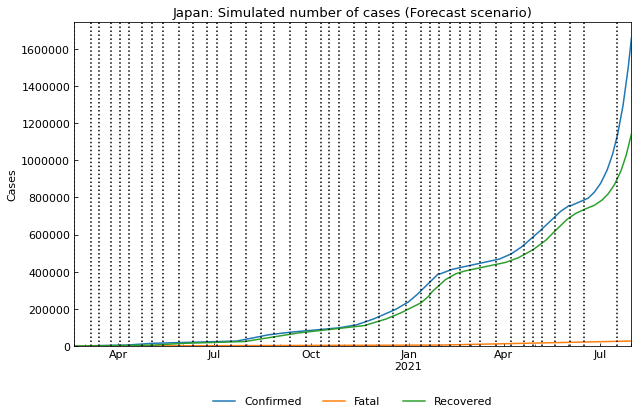 Japan: Simulated number of cases (Forecast scenario)
1600000
1400000
1200000
1000000
800000
600000
400000
200000
0
Cases
Apr Jul Oct Jan Apr Jul
2021
Confirmed Fatal Recovered